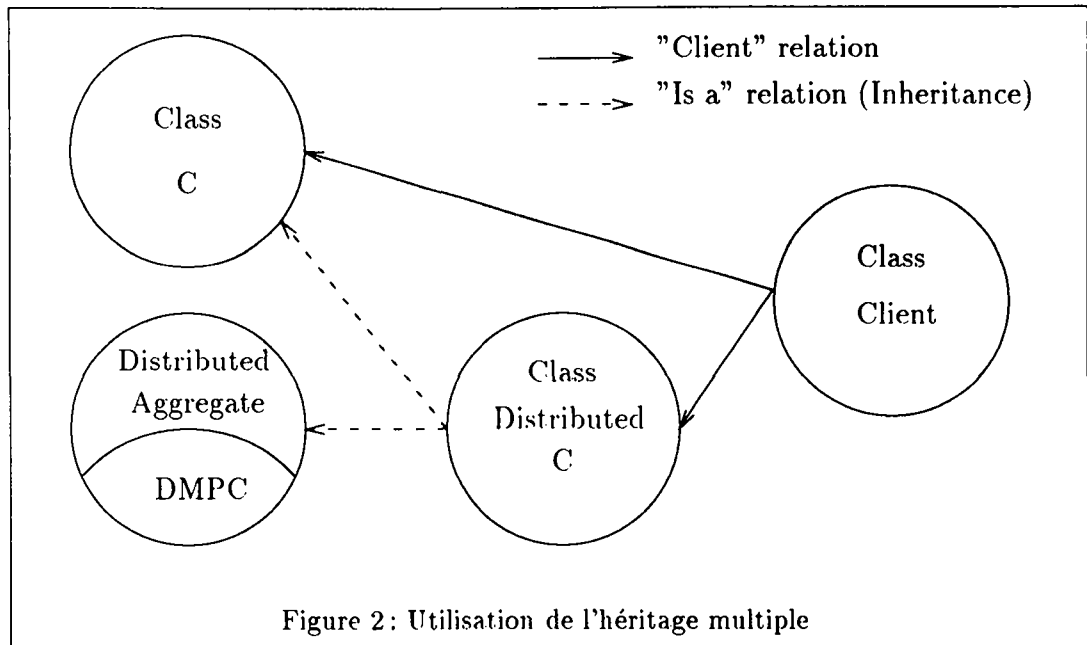 "Client" relation
"Is a" relation (Inheritance)
Class
C
Class
Client
Distributed
Aggregate
DMPC
Class
Distributed
C
Figure 2: Utilisation de l'héritage multiple